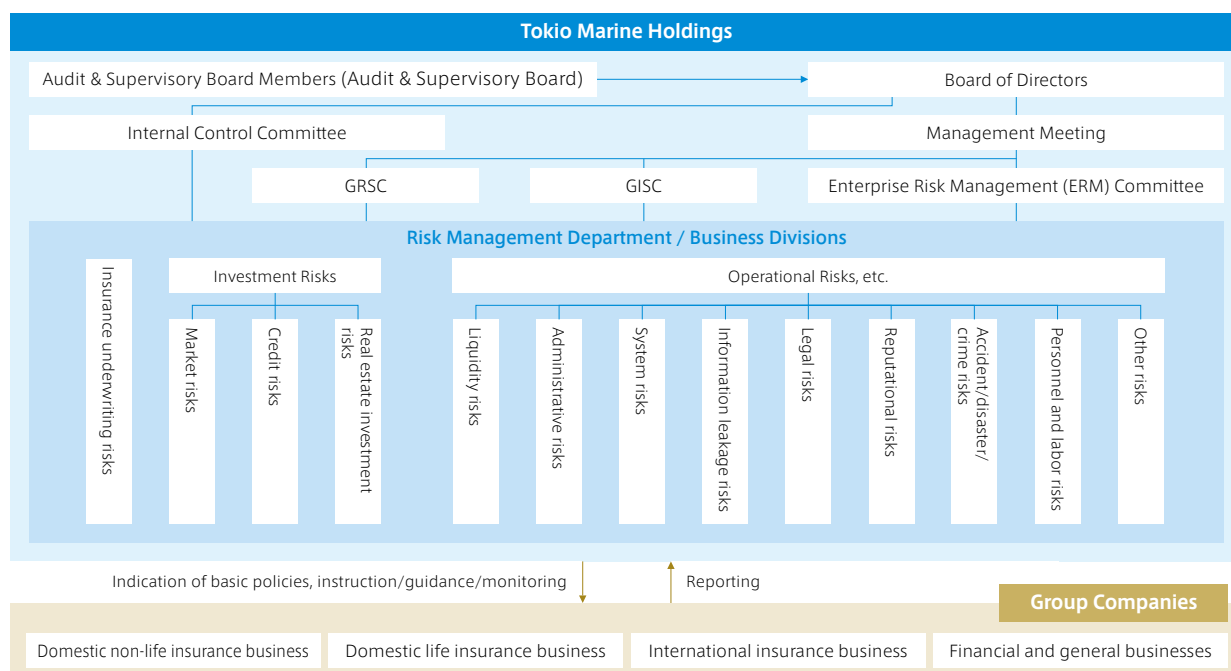 Tokio Marine Holdings
Audit & Supervisory Board Members (Audit & Supervisory Board)
Board of Directors
Internal Control Committee
Management Meeting
GRSC
GISC
Enterprise Risk Management (ERM) Committee
Risk Management Department / Business Divisions
Insurance underwriting risks
Investment Risks
Market risks
Credit risks
Real estate investment
risks
Operational Risks, etc.
Liquidity risks
Administrative risks
System risks
Information leakage risks
Legal risks
Reputational risks
Accident/disaster/
crime risks
Personnel and labor risks
Other risks
Indication of basic policies, instruction/guidance/monitoring
Reporting
Group Companies
Domestic non-life insurance business
Domestic life insurance business
International insurance business
Financial and general businesses